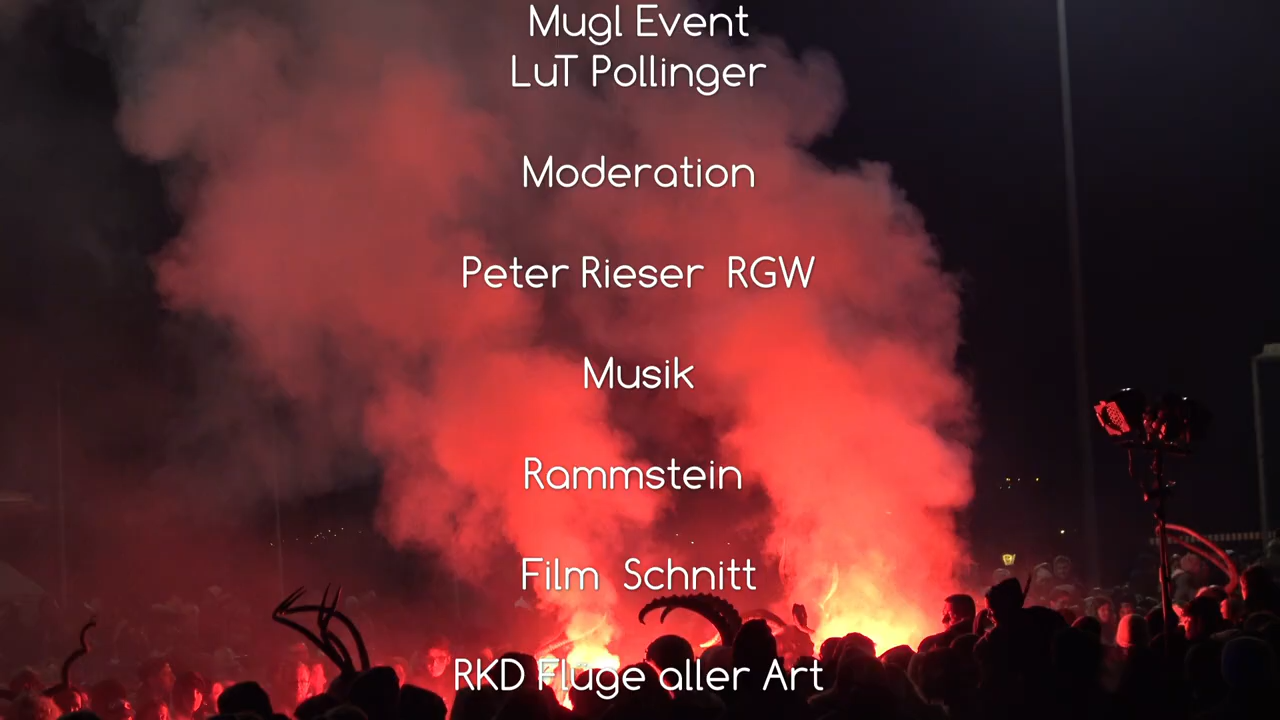 Mugl Event
LuT Pollinger
Moderation
Peter Rieser RGW
Musik
Rammstein
Film Schnitt
RKD Flüge aller Art